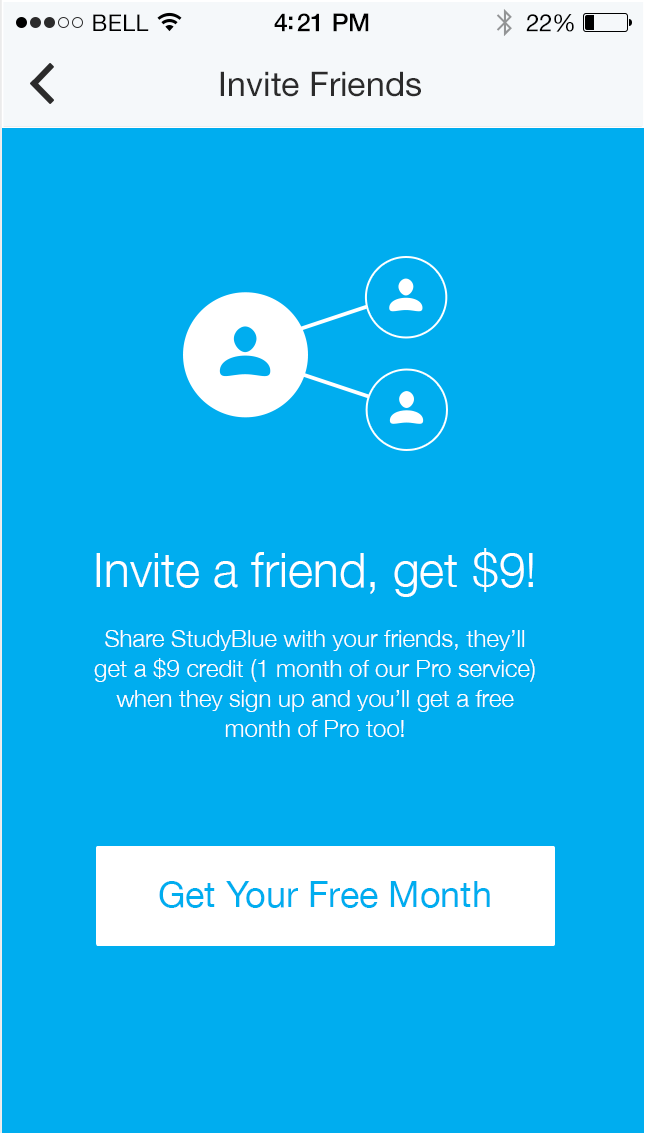 BELL 4:21 PM 22%
Invite Friends
Invite a friend, get $9!
Share StudyBlue with your friends, they’ll
get a $9 credit (1 month of our Pro service)
when they sign up and you’ll get a free
month of Pro too!
Get Your Free Month